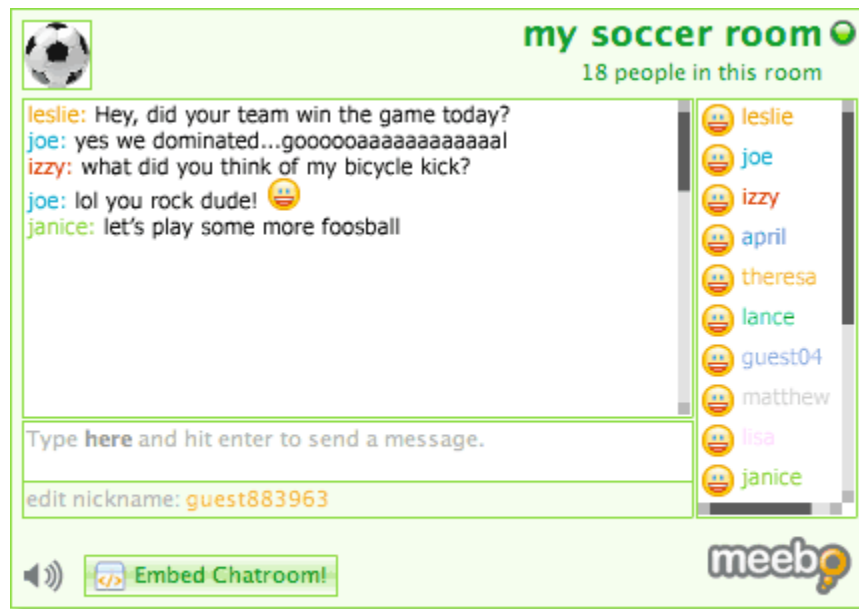 my soccer room
18 people in this room
leslie: Hey, did your team win the game today?
joe: yes we dominated...goooooaaaaaaaaaaaal
izzy: what did you think of my bicycle kick?
joe: lol you rock dude!
janice: let's play some more foosball
leslie
joe
izzy
april
theresa
lance
guest04
matthew
lisa
janice
Type here and hit enter to send a message.
edit nickname: guest883963
Embed Chatroom!
meebo